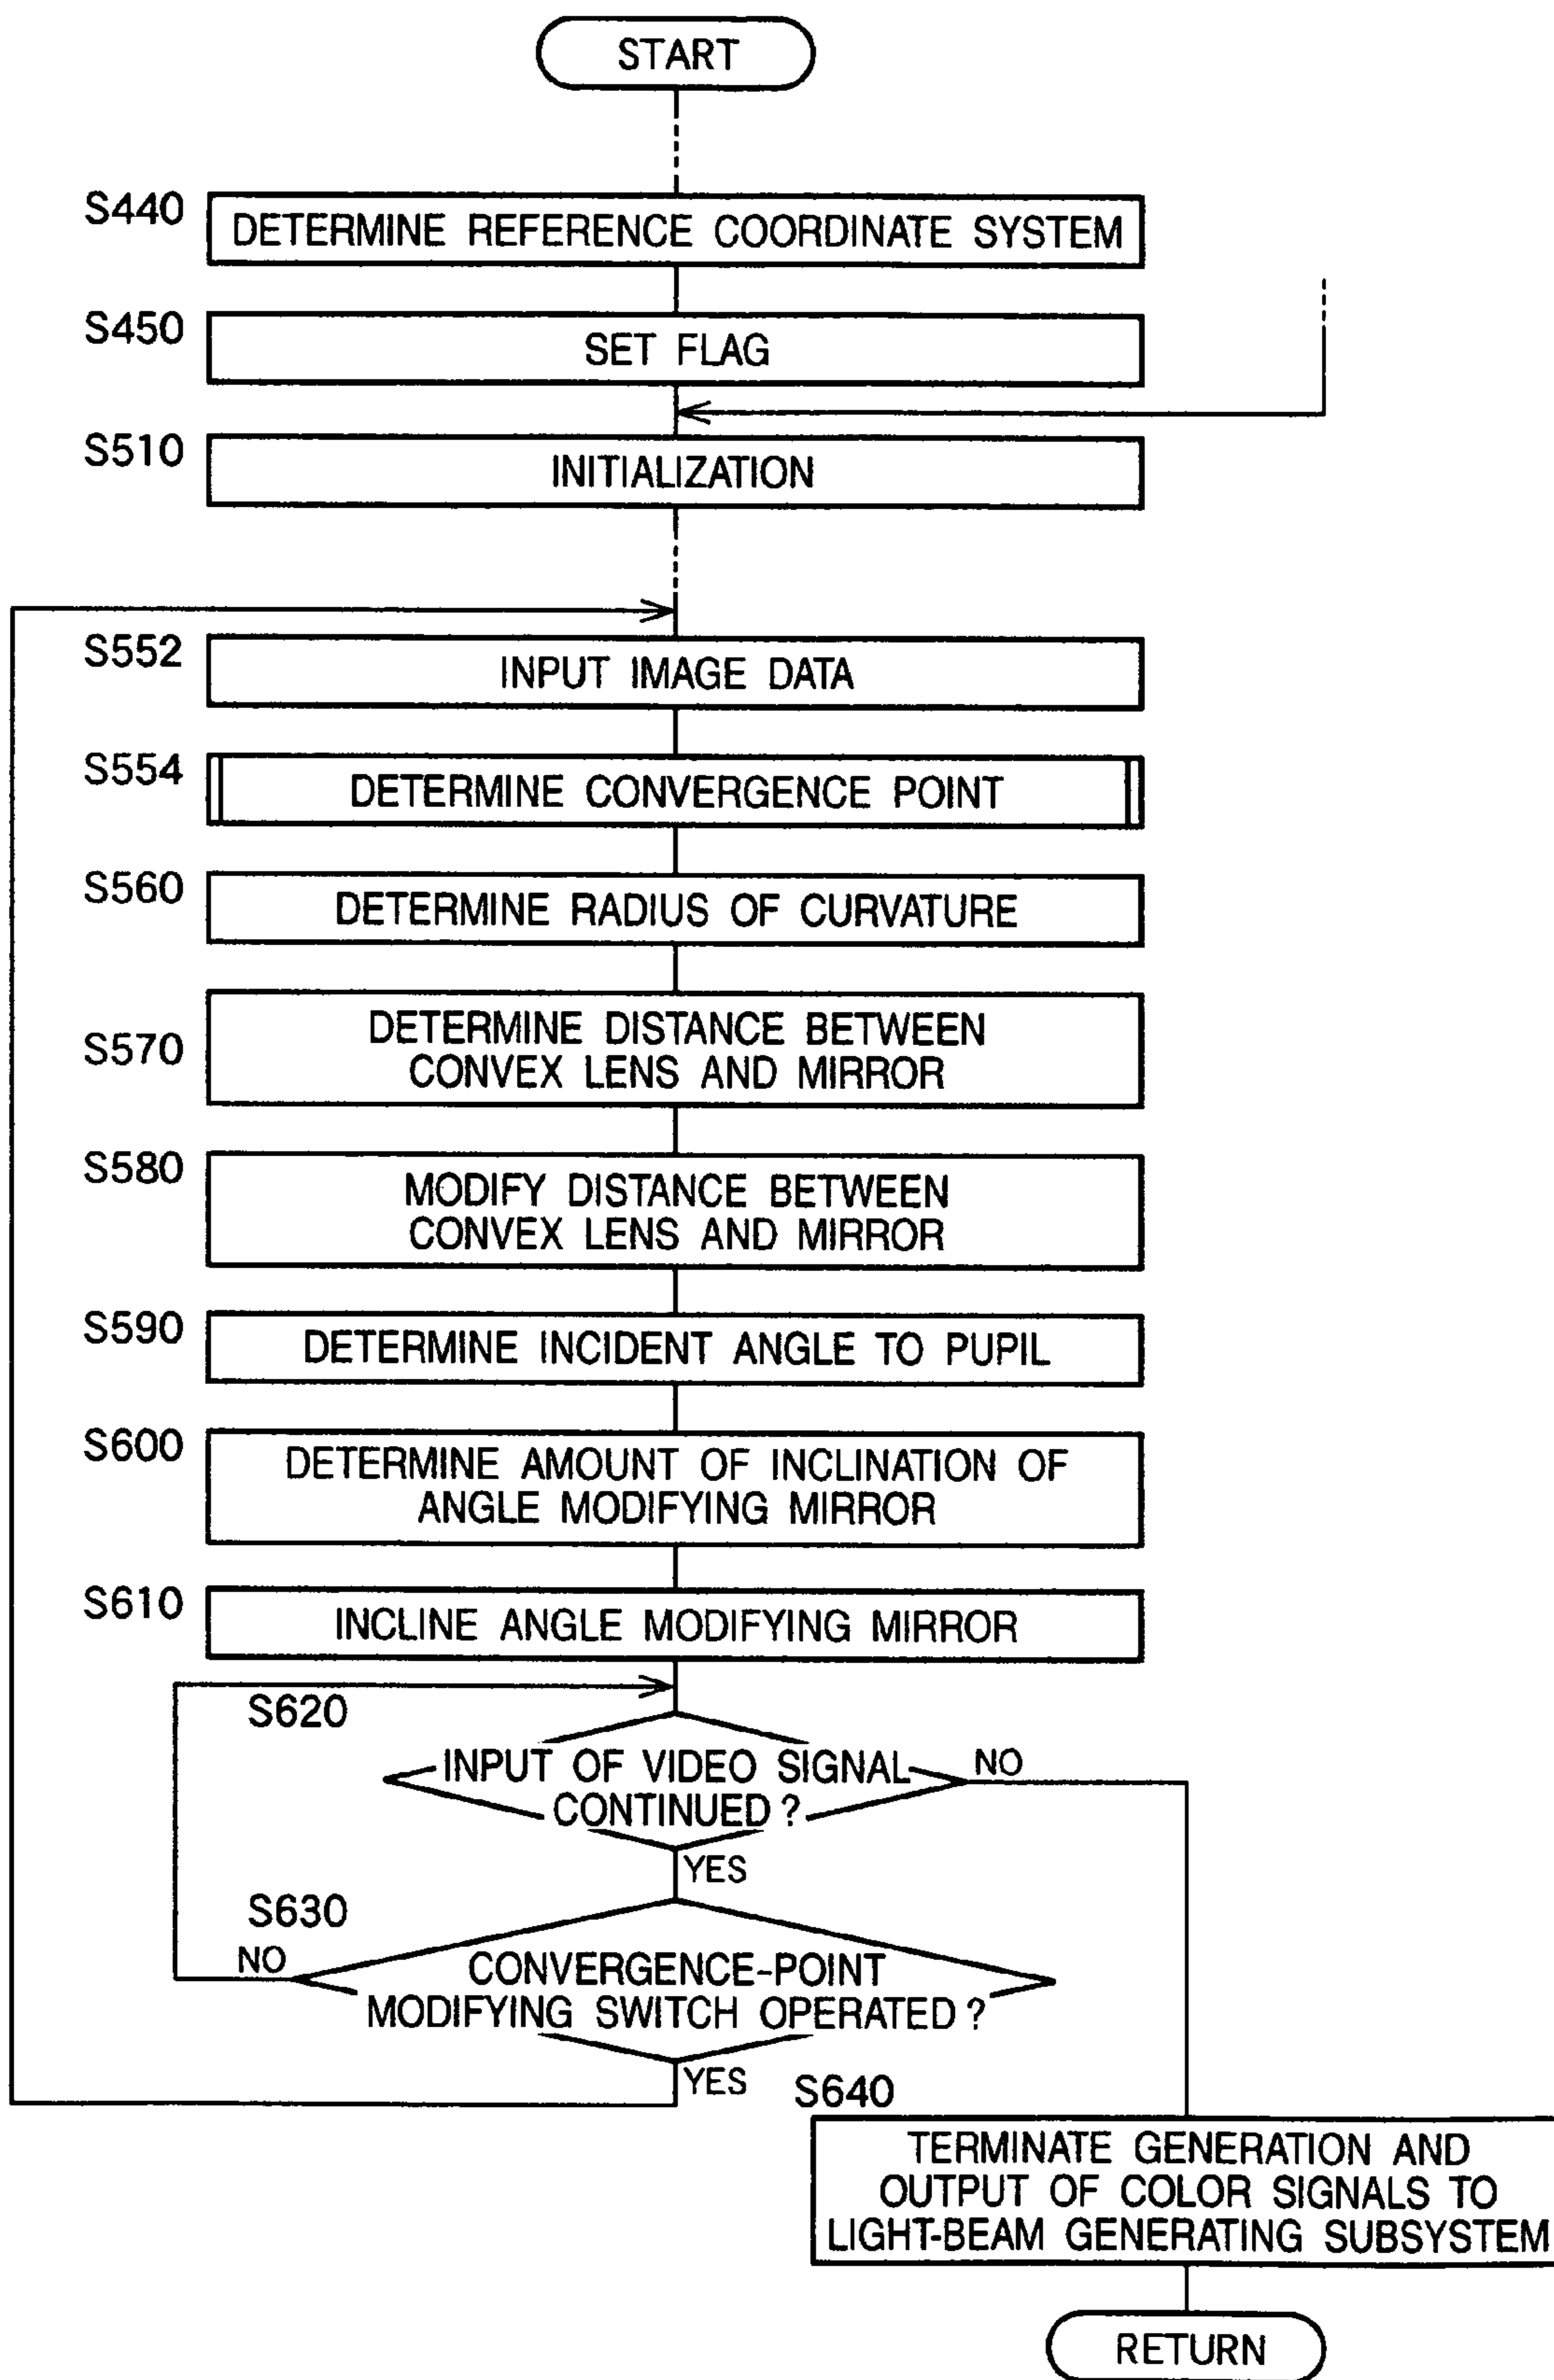 START
S440
DETERMINE REFERENCE COORDINATE SYSTEM
S450
SET FLAG
S510
INITIALIZATION
S552
INPUT IMAGE DATA
S554
DETERMINE CONVERGENCE POINT
S560
DETERMINE RADIUS OF CURVATURE
S570
DETERMINE DISTANCE BETWEEN
CONVEX LENS AND MIRROR
S580
MODIFY DISTANCE BETWEEN
CONVEX LENS AND MIRROR
S590
DETERMINE INCIDENT ANGLE TO PUPIL
S600
DETERMINE AMOUNT OF INCLINATION OF
ANGLE MODIFYING MIRROR
S610
INCLINE ANGLE MODIFYING MIRROR
S620
INPUT OF VIDEO SIGNAL
CONTINUED?
NO
YES
S630
NO
CONVERGENCE-POINT
MODIFYING SWITCH OPERATED?
YES
S640
TERMINATE GENERATION AND
OUTPUT OF COLOR SIGNALS TO
LIGHT-BEAM GENERATING SUBSYSTEM
RETURN